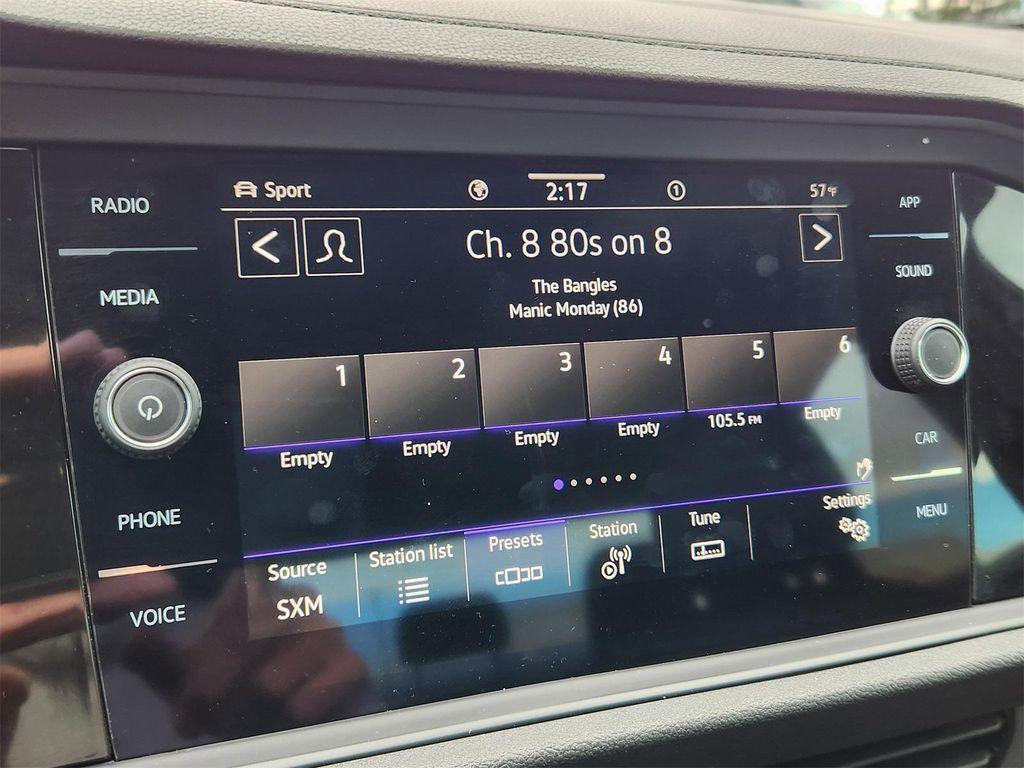 RADIO
MEDIA
PHONE
VOICE
Sport
2:17
1
57°F
Ch. 8 80s on 8
The Bangles
Manic Monday (86)
1 2 3 4 5 6
Empty Empty Empty Empty 105.5 FM Empty
Source Station list Presets Station Tune Settings
SXM
APP
SOUND
CAR
MENU